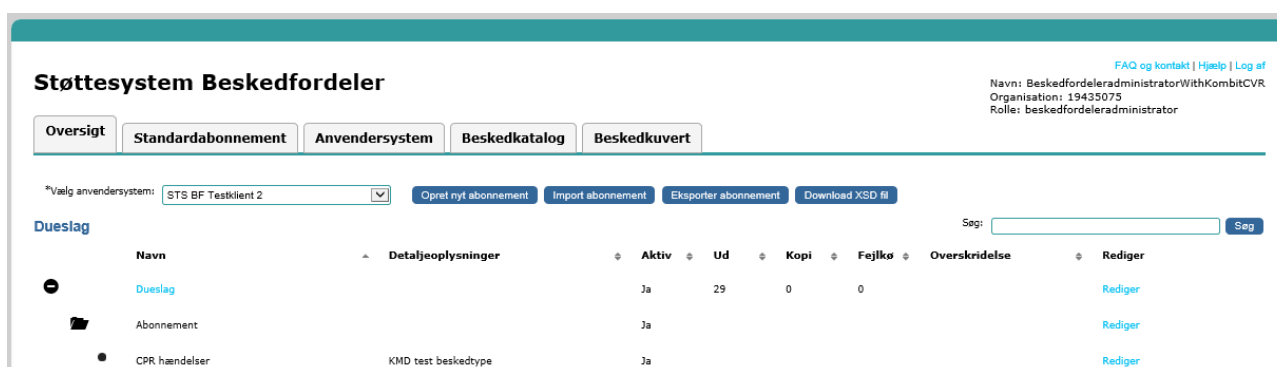 FAQ og kontakt | Hjælp | Log af
Støttesystem Beskedfordeler
Navn: BeskedfordeleradministratorWithKombitCVR
Organisation: 19435075
Rolle: beskedfordeleradministrator
Oversigt Standardabonnement Anvendersystem Beskedkatalog Beskedkuvert
*Vælg anvendersystem: STS BF Testklient 2 Opret nyt abonnement Import abonnement Eksporter abonnement Download XSD fil
Dueslag Søg: Søg
Navn Detaljeoplysninger Aktiv Ud Kopi Fejlkø Overskridelse Rediger
Dueslag Ja 29 0 0 Rediger
Abonnement Ja Rediger
CPR hændelser KMD test beskedtype Ja Rediger